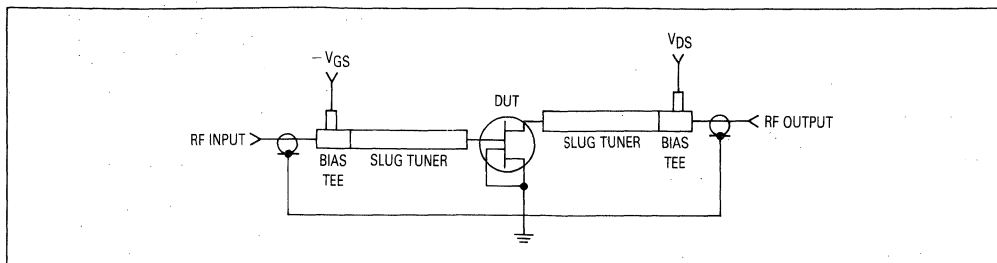 – VGS
VDS
DUT
RF INPUT
BIAS TEE
SLUG TUNER
SLUG TUNER
BIAS TEE
RF OUTPUT